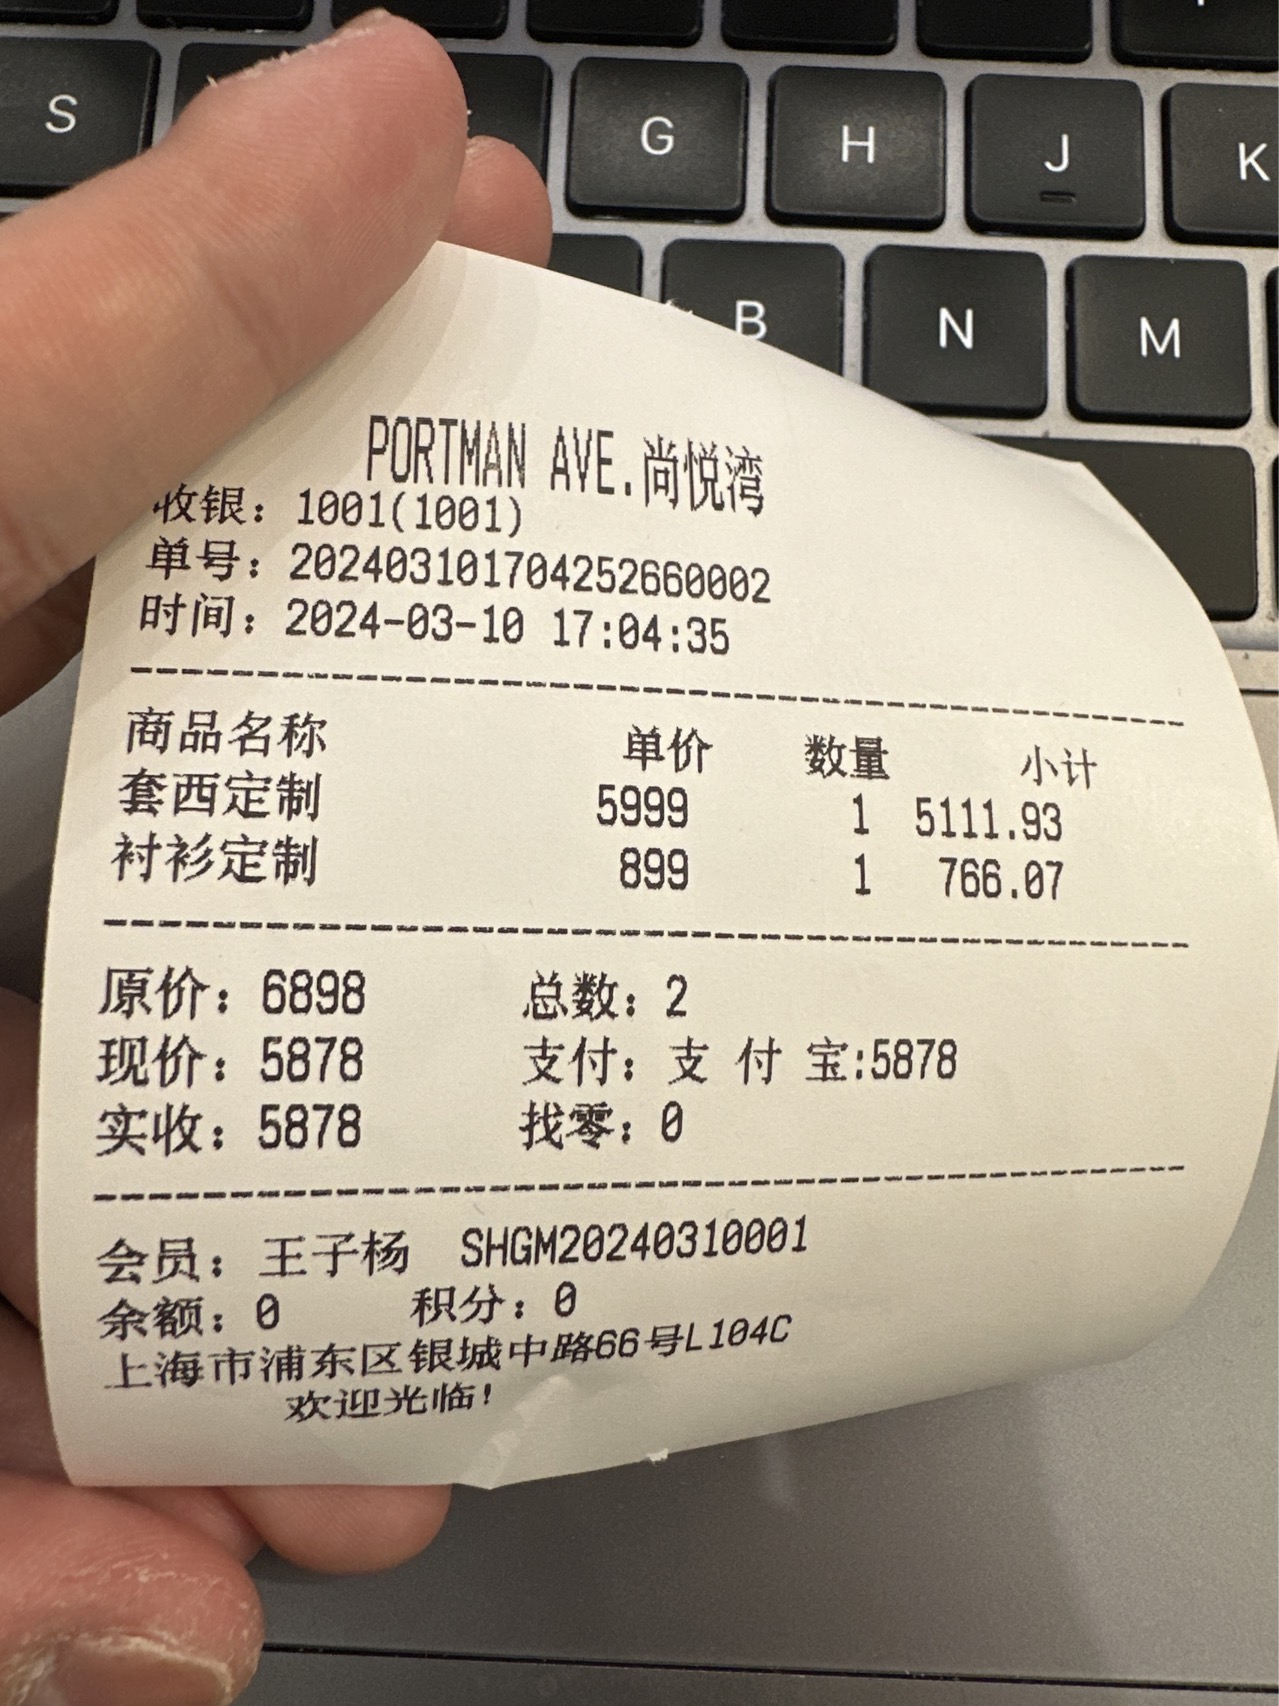 S
G
H
J
K
B
N
M
PORTMAN AVE.尚悦湾
收银：1001(1001)
单号：202403101704252660002
时间：2024-03-10 17:04:35
商品名称 单价 数量 小计
套西定制 5999 1 5111.93
衬衫定制 899 1 766.07
原价：6898 总数：2
现价：5878 支付：支 付 宝:5878
实收：5878 找零：0
会员：王子杨 SHGM20240310001
余额：0 积分：0
上海市浦东区银城中路66号L104C
欢迎光临！